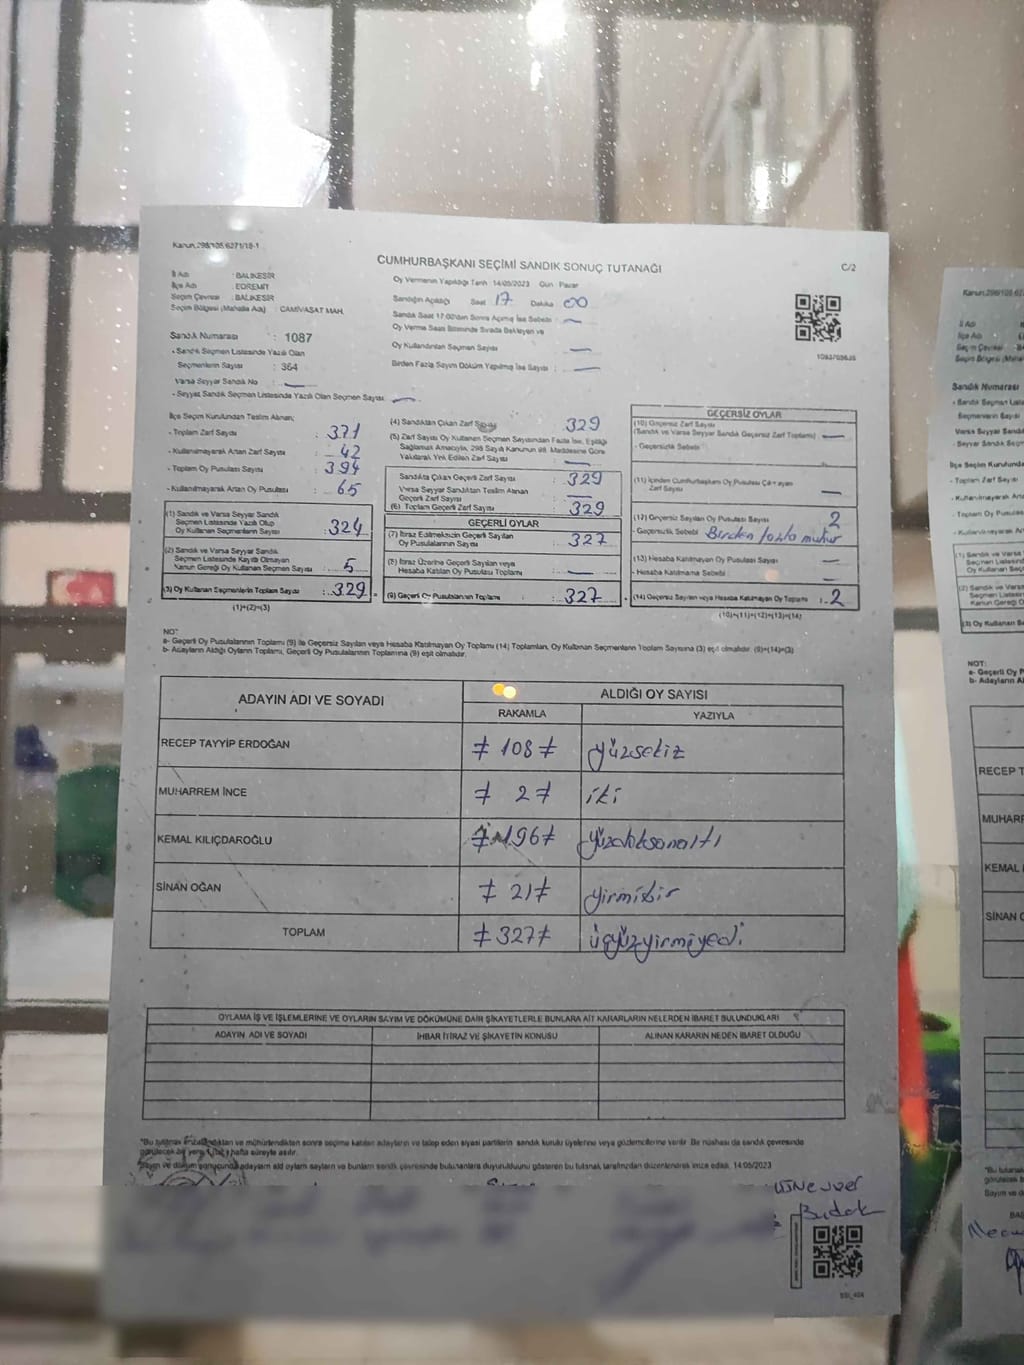 Kanun.298/105,6271/18-1
CUMHURBAŞKANI SEÇİMİ SANDIK SONUÇ TUTANAĞI
C/2
İl Adı : BALIKESİR
İlçe Adı : EDREMİT
Seçim Çevresi : BALIKESİR
Seçim Bölgesi (Mahalle Adı) : CAMİVASAT MAH.
Sandık Numarası : 1087
- Sandık Seçmen Listesinde Yazılı Olan
Seçmenlerin Sayısı : 364
Varsa Seyyar Sandık No : —
- Seyyar Sandık Seçmen Listesinde Yazılı Olan Seçmen Sayısı : —
Oy Vermenin Yapıldığı Tarih 14/05/2023 Gün Pazar
Sandığın Açıldığı Saat 17 Dakika 00
Sandık Saat 17:00'dan Sonra Açılmış İse Sebebi : —
Oy Verme Saati Bitiminde Sırada Bekleyen ve
Oy Kullandırılan Seçmen Sayısı : —
Birden Fazla Sayım Döküm Yapılmış İse Sayısı : —
İlçe Seçim Kurulundan Teslim Alınan;
- Toplam Zarf Sayısı : 371
- Kullanılmayarak Artan Zarf Sayısı : 42
- Toplam Oy Pusulası Sayısı : 394
- Kullanılmayarak Artan Oy Pusulası : 65
(1) Sandık ve Varsa Seyyar Sandık
Seçmen Listesinde Yazılı Olup
Oy Kullanan Seçmenlerin Sayısı : 324
(2) Sandık ve Varsa Seyyar Sandık
Seçmen Listesinde Kayıtlı Olmayan
Kanun Gereği Oy Kullanan Seçmen Sayısı : 5
(3) Oy Kullanan Seçmenlerin Toplam Sayısı : 329
(1)+(2)=(3)
(4) Sandıktan Çıkan Zarf Sayısı : 329
(5) Zarf Sayısı Oy Kullanan Seçmen Sayısından Fazla İse, Eşitliği
Sağlamak Amacıyla, 298 Sayılı Kanunun 98. Maddesine Göre
Yakılarak Yok Edilen Zarf Sayısı : —
Sandıkta Çıkan Geçerli Zarf Sayısı : 329
Varsa Seyyar Sandıktan Teslim Alınan
Geçerli Zarf Sayısı : —
(6) Toplam Geçerli Zarf Sayısı : 329
GEÇERLİ OYLAR
(7) İtiraz Edilmeksizin Geçerli Sayılan
Oy Pusulalarının Sayısı : 327
(8) İtiraz Üzerine Geçerli Sayılan veya
Hesaba Katılan Oy Pusulaları Toplamı : —
(9) Geçerli Oy Pusulalarının Toplamı : 327
GEÇERSİZ OYLAR
(10) Geçersiz Zarf Sayısı
(Sandık ve Varsa Seyyar Sandık Geçersiz Zarf Toplamı) : —
- Geçersizlik Sebebi :
(11) İçinden Cumhurbaşkanı Oy Pusulası Çıkmayan
Zarf Sayısı : —
(12) Geçersiz Sayılan Oy Pusulası Sayısı : 2
- Geçersizlik Sebebi : Birden fazla mühür
(13) Hesaba Katılmayan Oy Pusulası Sayısı : —
- Hesaba Katılmama Sebebi : —
(14) Geçersiz Sayılan veya Hesaba Katılmayan Oy Toplamı : 2
(10)+(11)+(12)+(13)=(14)
NOT:
a- Geçerli Oy Pusulalarının Toplamı (9) ile Geçersiz Sayılan veya Hesaba Katılmayan Oy Toplamı (14) Toplamları, Oy Kullanan Seçmenlerin Toplam Sayısına (3) eşit olmalıdır. (9)+(14)=(3)
b- Adayların Aldığı Oyların Toplamı, Geçerli Oy Pusulalarının Toplamına (9) eşit olmalıdır.
ADAYIN ADI VE SOYADI ALDIĞI OY SAYISI
RAKAMLA YAZIYLA
RECEP TAYYİP ERDOĞAN ≠ 108 ≠ yüzsekiz
MUHARREM İNCE ≠ 2 ≠ iki
KEMAL KILIÇDAROĞLU ≠ 196 ≠ yüzdoksanaltı
SİNAN OĞAN ≠ 21 ≠ yirmibir
TOPLAM ≠ 327 ≠ üçyüzyirmiyedi
OYLAMA İŞ VE İŞLEMLERİNE VE OYLARIN SAYIM VE DÖKÜMÜNE DAİR ŞİKAYETLERLE BUNLARA AİT KARARLARIN NELERDEN İBARET BULUNDUKLARI
ADAYIN ADI VE SOYADI İHBAR İTİRAZ VE ŞİKAYETİN KONUSU ALINAN KARARIN NEDEN İBARET OLDUĞU
*Bu tutanak imzalandıktan ve mühürlendikten sonra seçime katılan adayların ve talep eden siyasi partilerin sandık kurulu üyelerine veya gözlemcilerine verilir. Bir nüshası da sandık çevresinde
görülecek bir yere 1 (bir) hafta süreyle asılır.
Sayım ve döküm sonucunda adayların aldı oyların sayıları ve bunların sandık çevresinde bulunanlara duyurulduğunu gösteren bu tutanak tarafımızdan düzenlenerek imza edildi. 14/05/2023
Budak
Sandık Numarası
NOT:
RECEP T
MUHARR
KEMAL
SİNAN O